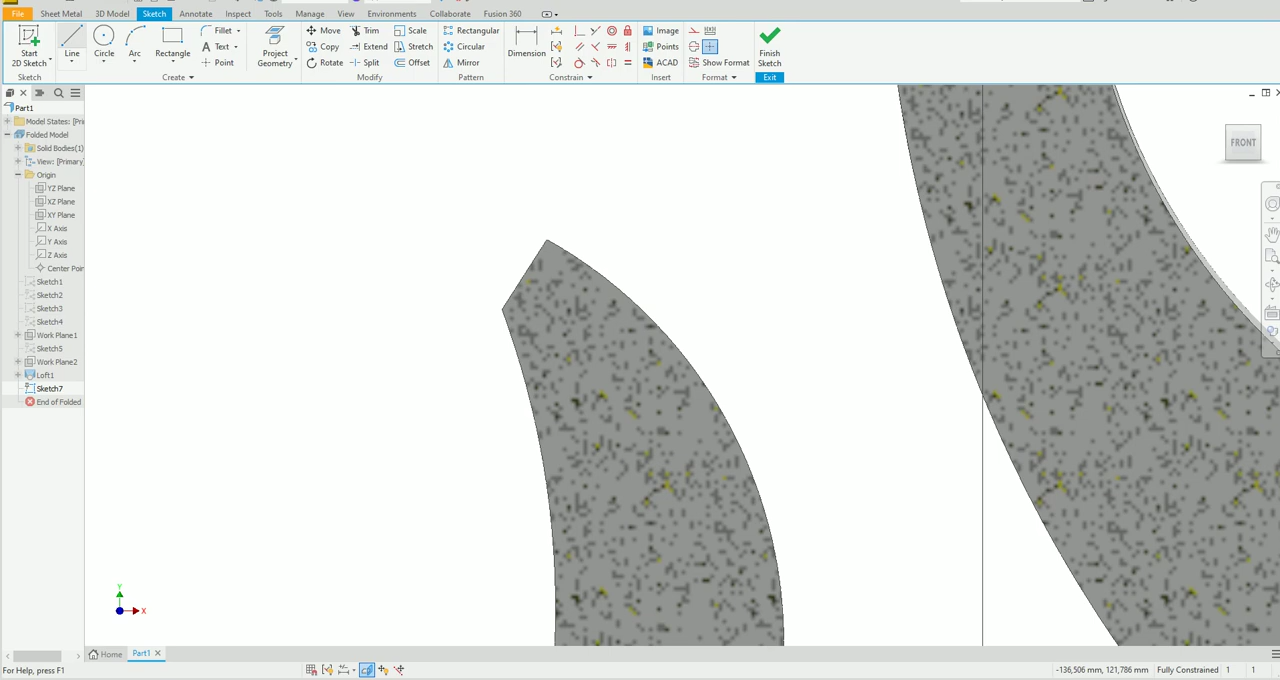 File Sheet Metal 3D Model Sketch Annotate Inspect Tools Manage View Environments Collaborate Fusion 360
Start
2D Sketch
Line
Circle
Arc
Rectangle
Fillet
Text
Point
Project
Geometry
Move Trim Scale
Copy Extend Stretch
Rotate Split Offset
Rectangular
Circular
Mirror
Dimension
Image
Points
ACAD
Show Format
Finish
Sketch
Sketch Create Modify Pattern Constrain Insert Format Exit
Part1
Model States: [Pri
Folded Model
Solid Bodies(1)
View: [Primary
Origin
YZ Plane
XZ Plane
XY Plane
X Axis
Y Axis
Z Axis
Center Poin
Sketch1
Sketch2
Sketch3
Sketch4
Work Plane1
Sketch5
Work Plane2
Loft1
Sketch7
End of Folded
FRONT
Y
X
Home Part1
For Help, press F1
-136,506 mm, 121,786 mm Fully Constrained 1 1